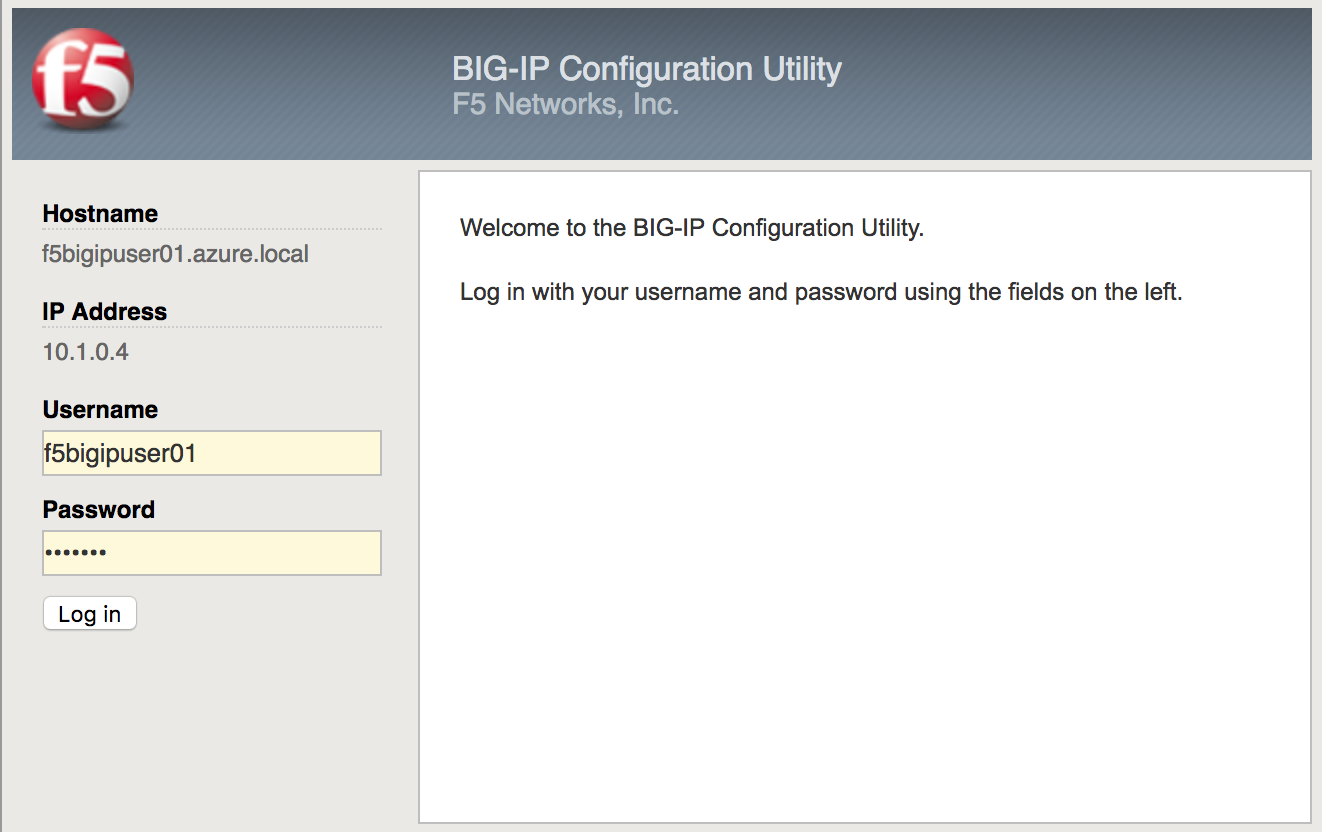 f5
BIG-IP Configuration Utility
F5 Networks, Inc.
Hostname
f5bigipuser01.azure.local
IP Address
10.1.0.4
Username
f5bigipuser01
Password
•••••••
Log in
Welcome to the BIG-IP Configuration Utility.
Log in with your username and password using the fields on the left.